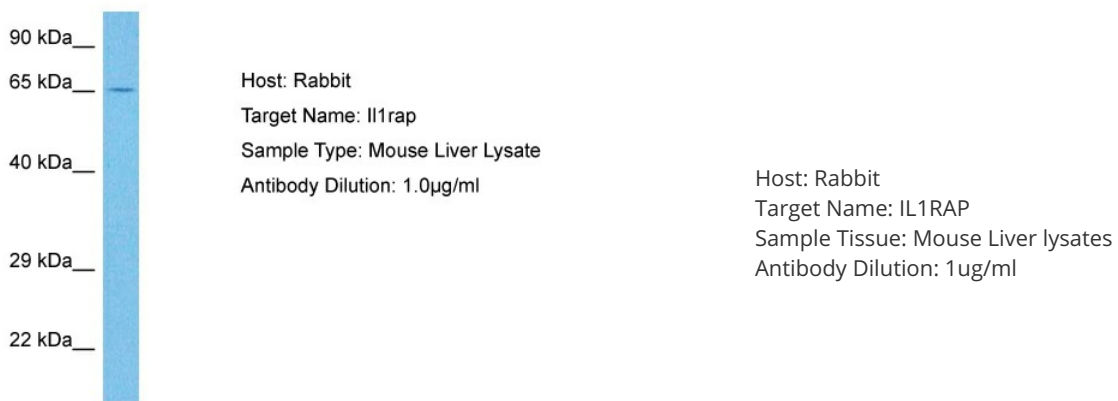 90 kDa__
65 kDa__
40 kDa__
29 kDa__
22 kDa__
Host: Rabbit
Target Name: Il1rap
Sample Type: Mouse Liver Lysate
Antibody Dilution: 1.0µg/ml
Host: Rabbit
Target Name: IL1RAP
Sample Tissue: Mouse Liver lysates
Antibody Dilution: 1ug/ml